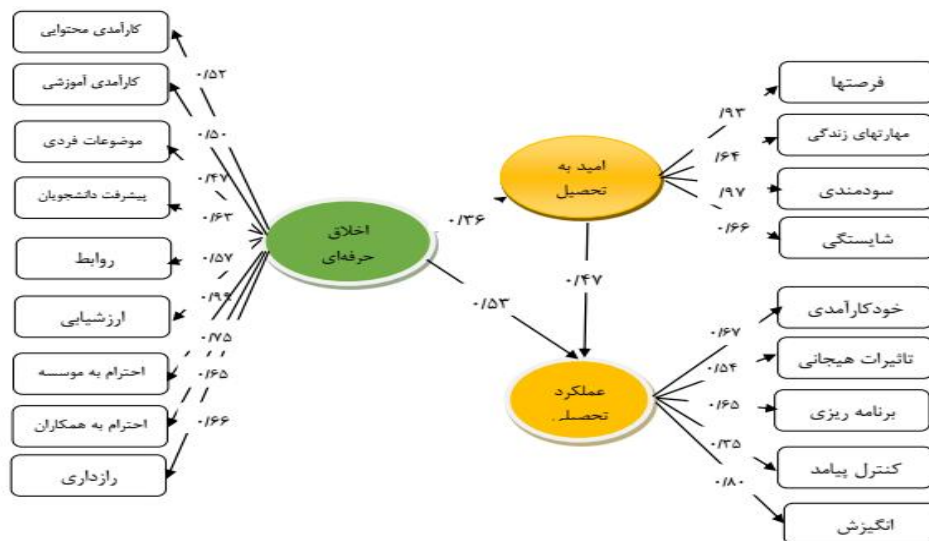 کارآمدی محتوایی
کارآمدی آموزشی
موضوعات فردی
پیشرفت دانشجویان
روابط
ارزشیابی
احترام به موسسه
احترام به همکاران
رازداری
۰/۵۲
۰/۵۰
۰/۴۷
۰/۶۳
۰/۵۷
۰/۹۹
۰/۷۵
۰/۶۵
۰/۶۶
اخلاق
حرفه‌ای
۰/۳۶
۰/۵۳
امید به
تحصیل
۰/۴۷
عملکرد
تحصیلی
/۹۳
/۶۴
/۹۷
۰/۶۶
فرصتها
مهارتهای زندگی
سودمندی
شایستگی
۰/۶۷
۰/۵۴
۰/۶۵
۰/۳۵
۰/۸۰
خودکارآمدی
تاثیرات هیجانی
برنامه ریزی
کنترل پیامد
انگیزش